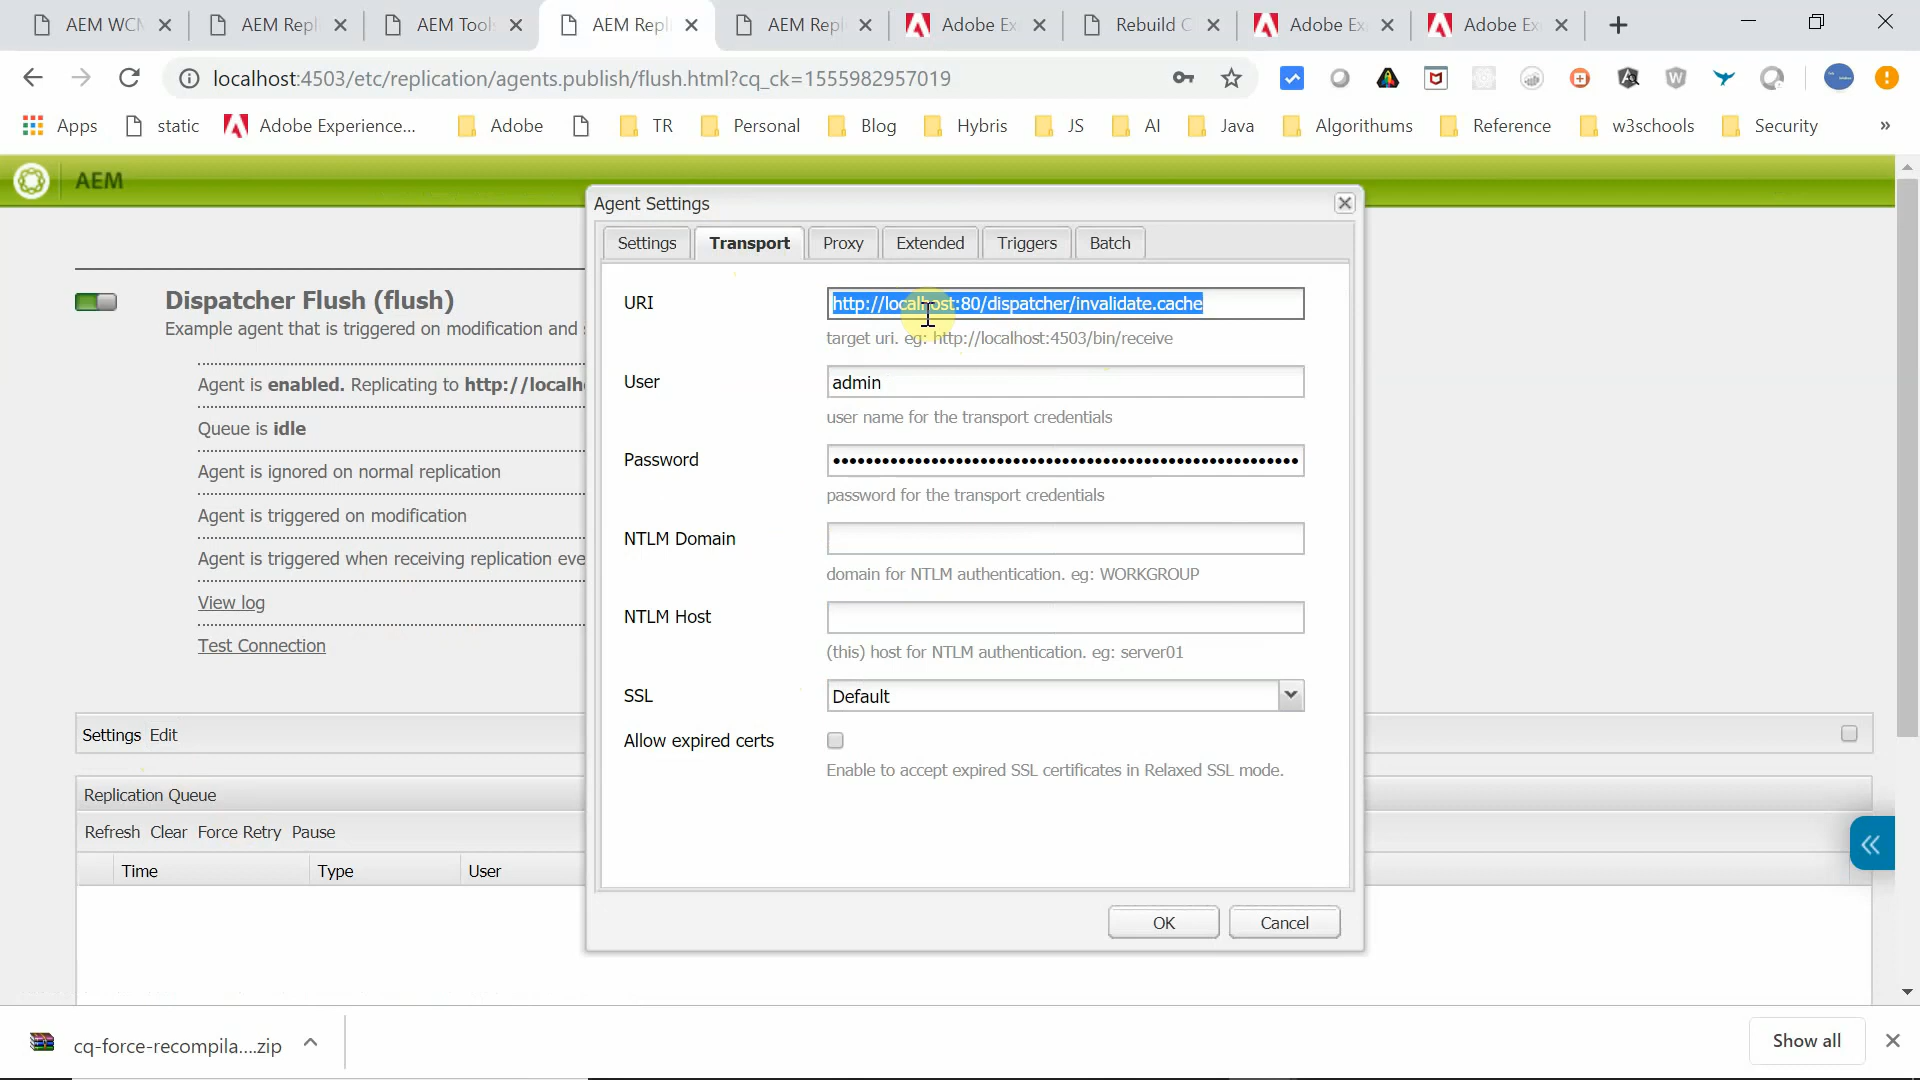 AEM WCM
AEM Repli
AEM Tools
AEM Repli
AEM Repli
Adobe Ex
Rebuild C
Adobe Ex
Adobe Ex
localhost:4503/etc/replication/agents.publish/flush.html?cq_ck=1555982957019
Apps
static
Adobe Experience...
Adobe
TR
Personal
Blog
Hybris
JS
AI
Java
Algorithums
Reference
w3schools
Security
»
AEM
Dispatcher Flush (flush)
Example agent that is triggered on modification and
Agent is enabled. Replicating to http://localh
Queue is idle
Agent is ignored on normal replication
Agent is triggered on modification
Agent is triggered when receiving replication eve
View log
Test Connection
Settings Edit
Replication Queue
Refresh Clear Force Retry Pause
Time Type User
Agent Settings
Settings Transport Proxy Extended Triggers Batch
URI
http://localhost:80/dispatcher/invalidate.cache
target uri. eg: http://localhost:4503/bin/receive
User
admin
user name for the transport credentials
Password
password for the transport credentials
NTLM Domain
domain for NTLM authentication. eg: WORKGROUP
NTLM Host
(this) host for NTLM authentication. eg: server01
SSL
Default
Allow expired certs
Enable to accept expired SSL certificates in Relaxed SSL mode.
OK Cancel
cq-force-recompila....zip
Show all